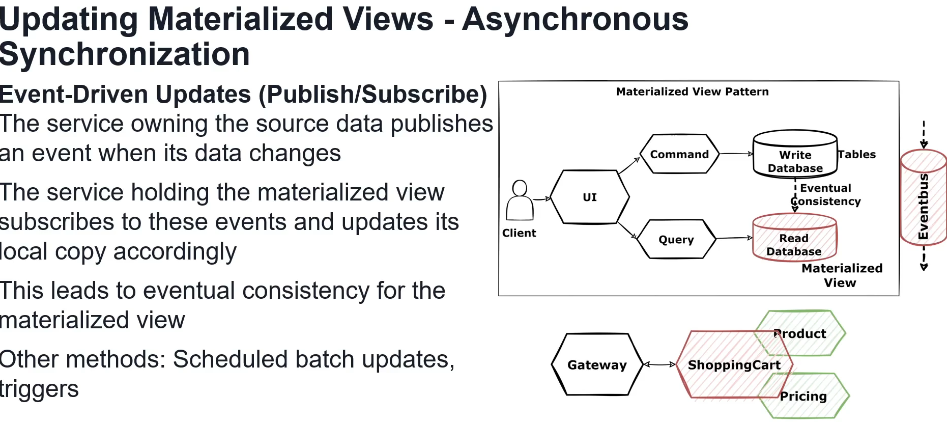 Updating Materialized Views - Asynchronous
Synchronization
Event-Driven Updates (Publish/Subscribe)
The service owning the source data publishes
an event when its data changes
The service holding the materialized view
subscribes to these events and updates its
local copy accordingly
This leads to eventual consistency for the
materialized view
Other methods: Scheduled batch updates,
triggers
Materialized View Pattern
Client
UI
Command
Query
Write
Database
Tables
Eventual
Consistency
Read
Database
Materialized
View
Eventbus
Gateway
ShoppingCart
Product
Pricing